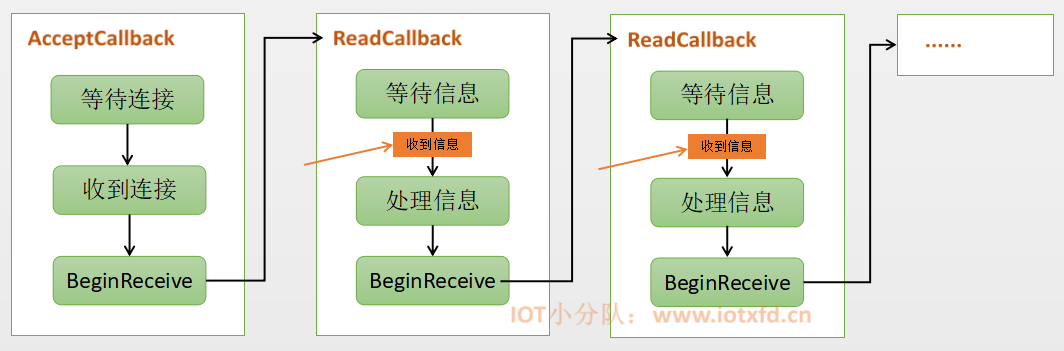 AcceptCallback
等待连接
收到连接
BeginReceive
ReadCallback
等待信息
收到信息
处理信息
BeginReceive
ReadCallback
等待信息
收到信息
处理信息
BeginReceive
……
IOT小分队：www.iotxfd.cn